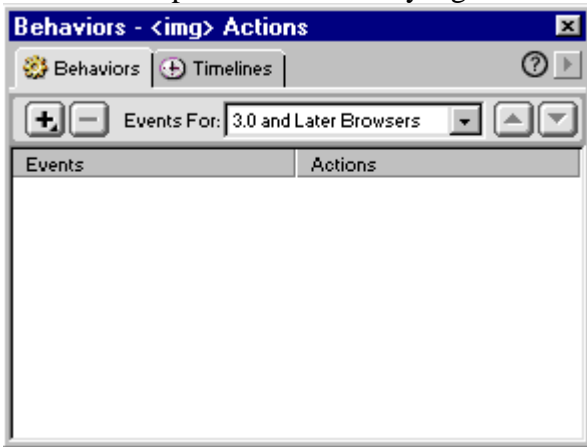 Behaviors - <img> Actions
Behaviors Timelines
Events For: 3.0 and Later Browsers
Events Actions